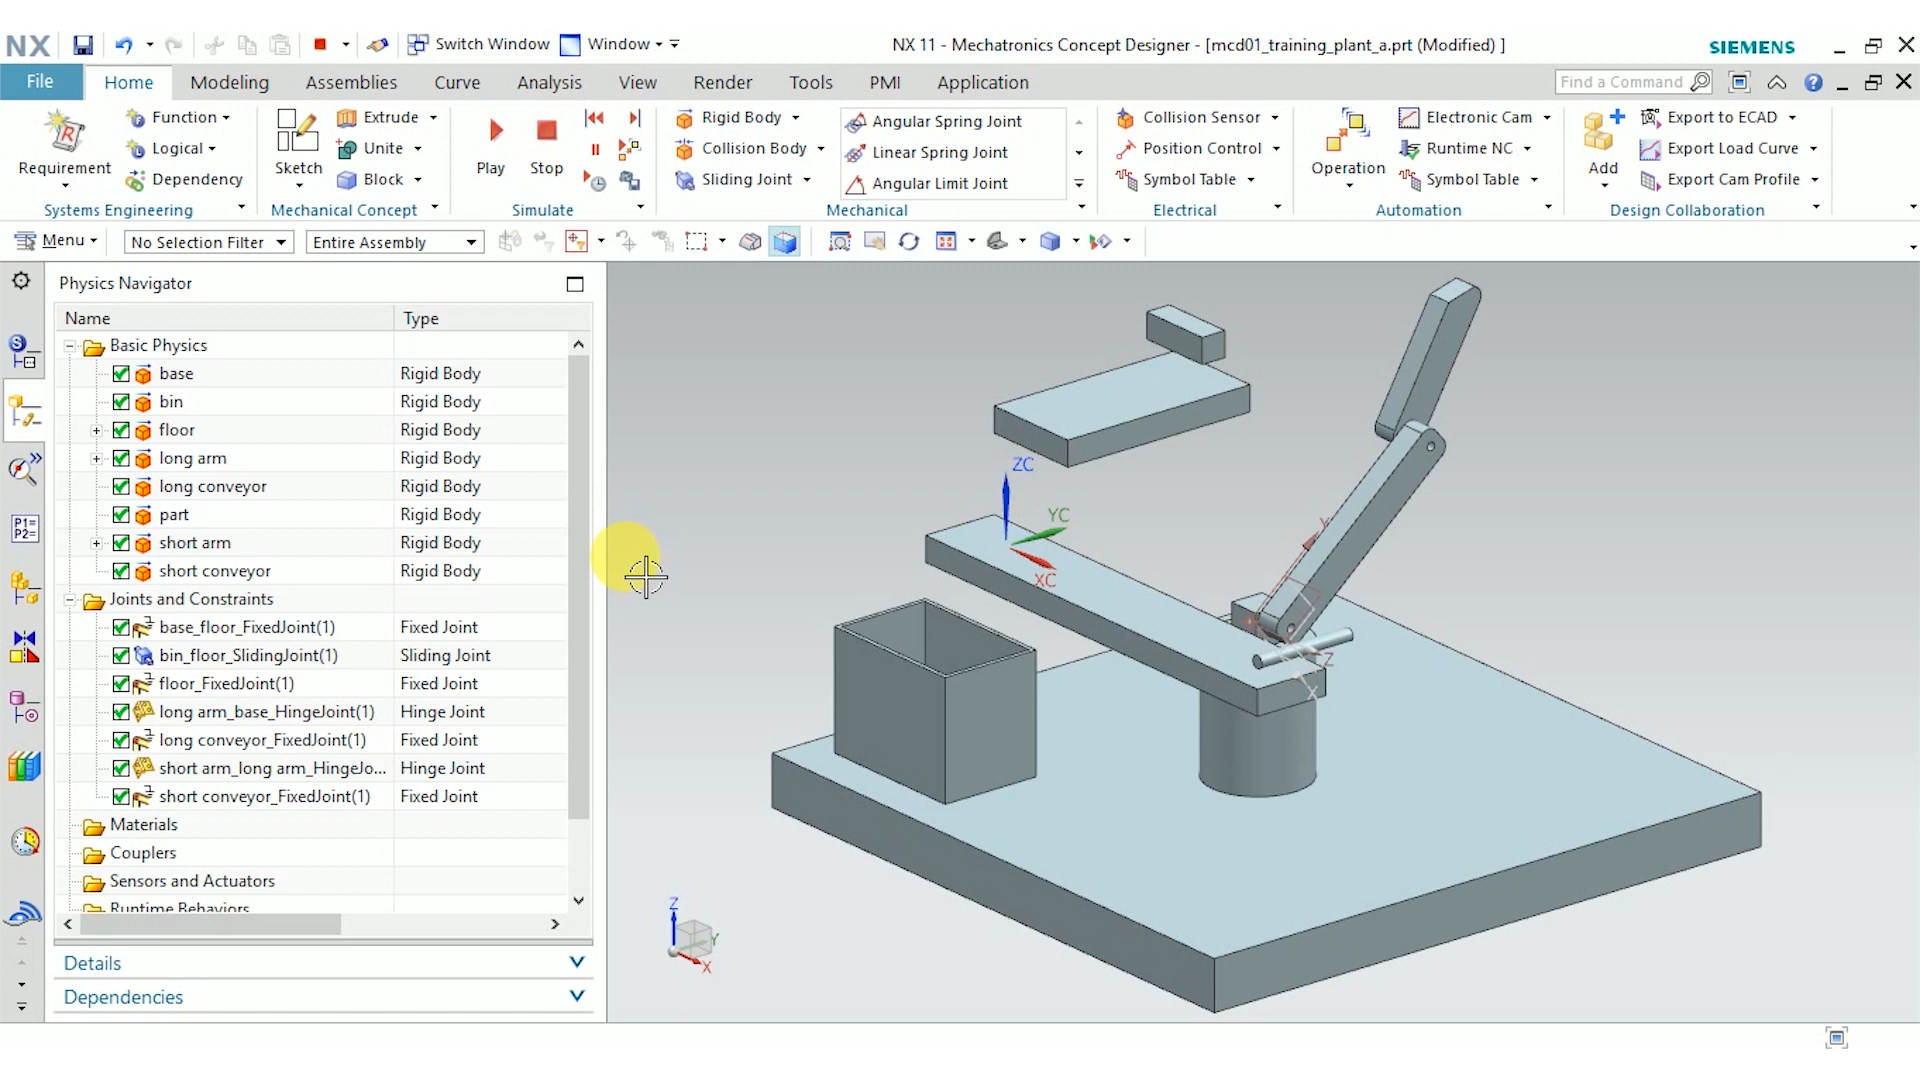 NX Switch Window Window NX 11 - Mechatronics Concept Designer - [mcd01_training_plant_a.prt (Modified) ] SIEMENS
File Home Modeling Assemblies Curve Analysis View Render Tools PMI Application Find a Command
Requirement
Function
Logical
Dependency
Systems Engineering
Sketch
Extrude
Unite
Block
Mechanical Concept
Play
Stop
Simulate
Rigid Body
Collision Body
Sliding Joint
Angular Spring Joint
Linear Spring Joint
Angular Limit Joint
Mechanical
Collision Sensor
Position Control
Symbol Table
Electrical
Operation
Electronic Cam
Runtime NC
Symbol Table
Automation
Add
Export to ECAD
Export Load Curve
Export Cam Profile
Design Collaboration
Menu No Selection Filter Entire Assembly
Physics Navigator
Name Type
Basic Physics
base Rigid Body
bin Rigid Body
floor Rigid Body
long arm Rigid Body
long conveyor Rigid Body
part Rigid Body
short arm Rigid Body
short conveyor Rigid Body
Joints and Constraints
base_floor_FixedJoint(1) Fixed Joint
bin_floor_SlidingJoint(1) Sliding Joint
floor_FixedJoint(1) Fixed Joint
long arm_base_HingeJoint(1) Hinge Joint
long conveyor_FixedJoint(1) Fixed Joint
short arm_long arm_HingeJo... Hinge Joint
short conveyor_FixedJoint(1) Fixed Joint
Materials
Couplers
Sensors and Actuators
Runtime Behaviors
Details
Dependencies
P1=
P2=
ZC
YC
XC
Y
Z
X
Z
Y
X